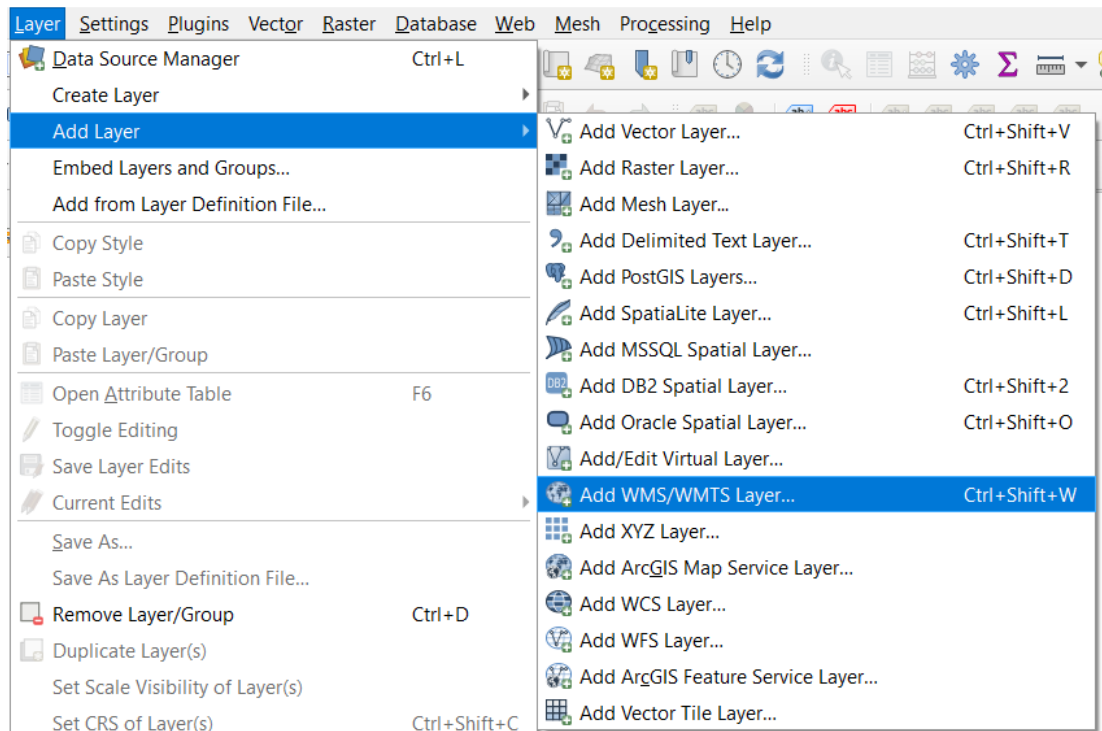 Layer Settings Plugins Vector Raster Database Web Mesh Processing Help
Data Source Manager Ctrl+L
Create Layer
Add Layer
Embed Layers and Groups...
Add from Layer Definition File...
Copy Style
Paste Style
Copy Layer
Paste Layer/Group
Open Attribute Table F6
Toggle Editing
Save Layer Edits
Current Edits
Save As...
Save As Layer Definition File...
Remove Layer/Group Ctrl+D
Duplicate Layer(s)
Set Scale Visibility of Layer(s)
Set CRS of Layer(s) Ctrl+Shift+C
Add Vector Layer... Ctrl+Shift+V
Add Raster Layer... Ctrl+Shift+R
Add Mesh Layer...
Add Delimited Text Layer... Ctrl+Shift+T
Add PostGIS Layers... Ctrl+Shift+D
Add SpatiaLite Layer... Ctrl+Shift+L
Add MSSQL Spatial Layer...
DB2 Add DB2 Spatial Layer... Ctrl+Shift+2
Add Oracle Spatial Layer... Ctrl+Shift+O
Add/Edit Virtual Layer...
Add WMS/WMTS Layer... Ctrl+Shift+W
Add XYZ Layer...
Add ArcGIS Map Service Layer...
Add WCS Layer...
Add WFS Layer...
Add ArcGIS Feature Service Layer...
Add Vector Tile Layer...